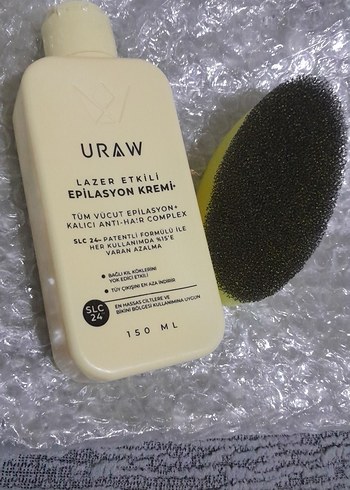 URAW
LAZER ETKİLİ
EPİLASYON KREMİ•
TÜM VÜCUT EPİLASYON+
KALICI ANTI-HA!R COMPLEX
SLC 24™ PATENTLİ FORMÜLÜ İLE
HER KULLANIMDA %15'E
VARAN AZALMA
BAĞLI KIL KÖKLERİNİ
YOK EDİCİ ETKİLİ
TÜY ÇIKIŞINI EN AZA İNDİRİR
SLC
24
EN HASSAS CİLTLERE VE
BİKİNİ BÖLGESİ KULLANIMINA UYGUN
150 ML